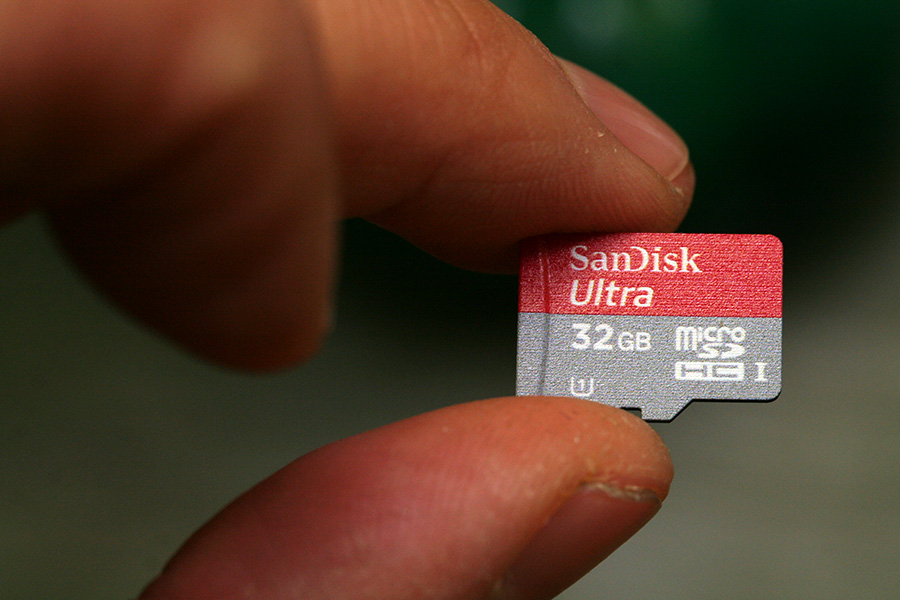 SanDisk
Ultra
32GB
micro
SD
HC I
1